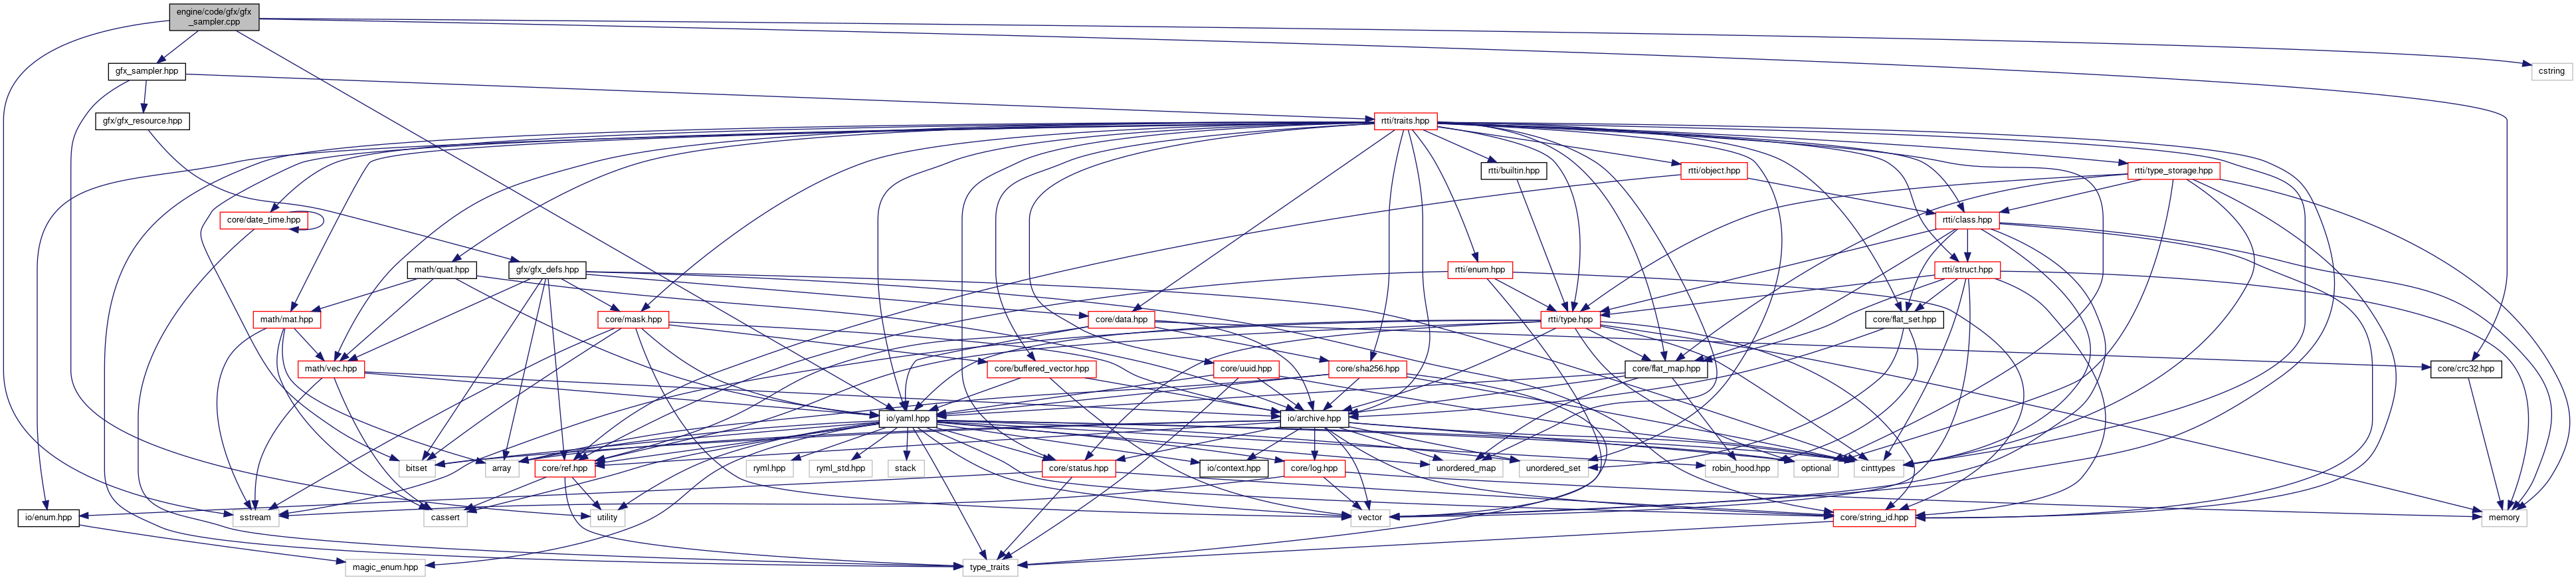 engine/code/gfx/gfx
_sampler.cpp
gfx_sampler.hpp
cstring
gfx/gfx_resource.hpp
rtti/traits.hpp
rtti/builtin.hpp
rtti/object.hpp
rtti/type_storage.hpp
core/date_time.hpp
rtti/class.hpp
math/quat.hpp
gfx/gfx_defs.hpp
rtti/enum.hpp
rtti/struct.hpp
math/mat.hpp
core/mask.hpp
core/data.hpp
rtti/type.hpp
core/flat_set.hpp
math/vec.hpp
core/buffered_vector.hpp
core/uuid.hpp
core/sha256.hpp
core/flat_map.hpp
core/crc32.hpp
io/yaml.hpp
io/archive.hpp
bitset
array
core/ref.hpp
ryml.hpp
ryml_std.hpp
stack
core/status.hpp
io/context.hpp
core/log.hpp
unordered_map
unordered_set
robin_hood.hpp
optional
cinttypes
io/enum.hpp
sstream
cassert
utility
vector
core/string_id.hpp
memory
magic_enum.hpp
type_traits